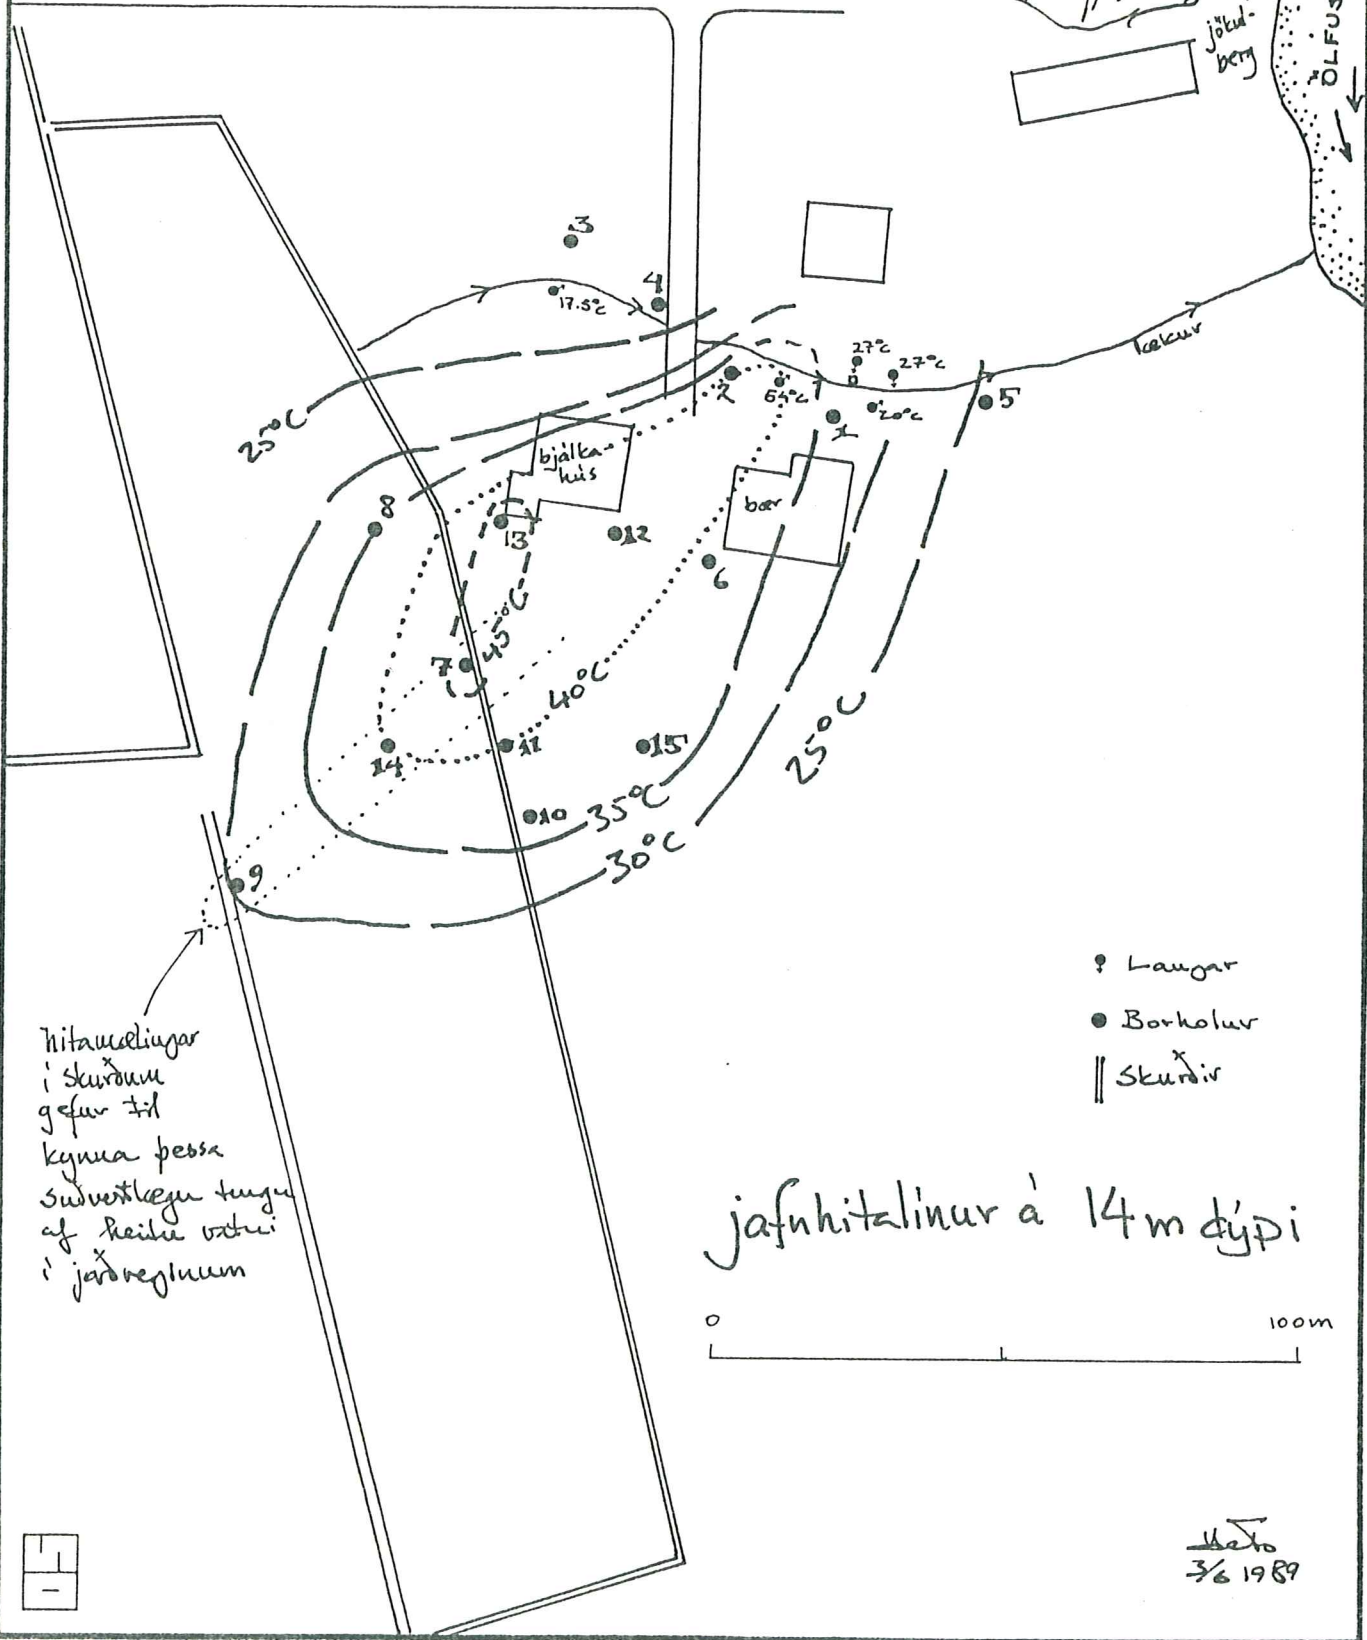 jökul-
berg
ÖLFUS
3
4
17.5°C
27°C
27°C
lækur
2
54°C
20°C
1
5
25°C
bjálka-
hús
bær
8
13
12
6
45°C
7
40°C
14
11
15
25°C
10
35°C
30°C
9
Laugar
Borholur
Skurðir
hitamælingar
í skurðum
gefur til
kynna þessa
suðvestlægu tungu
af heitu vatni
í jarðveginum
jafnhitalínur á 14 m dýpi
0
100m
3/6 1989